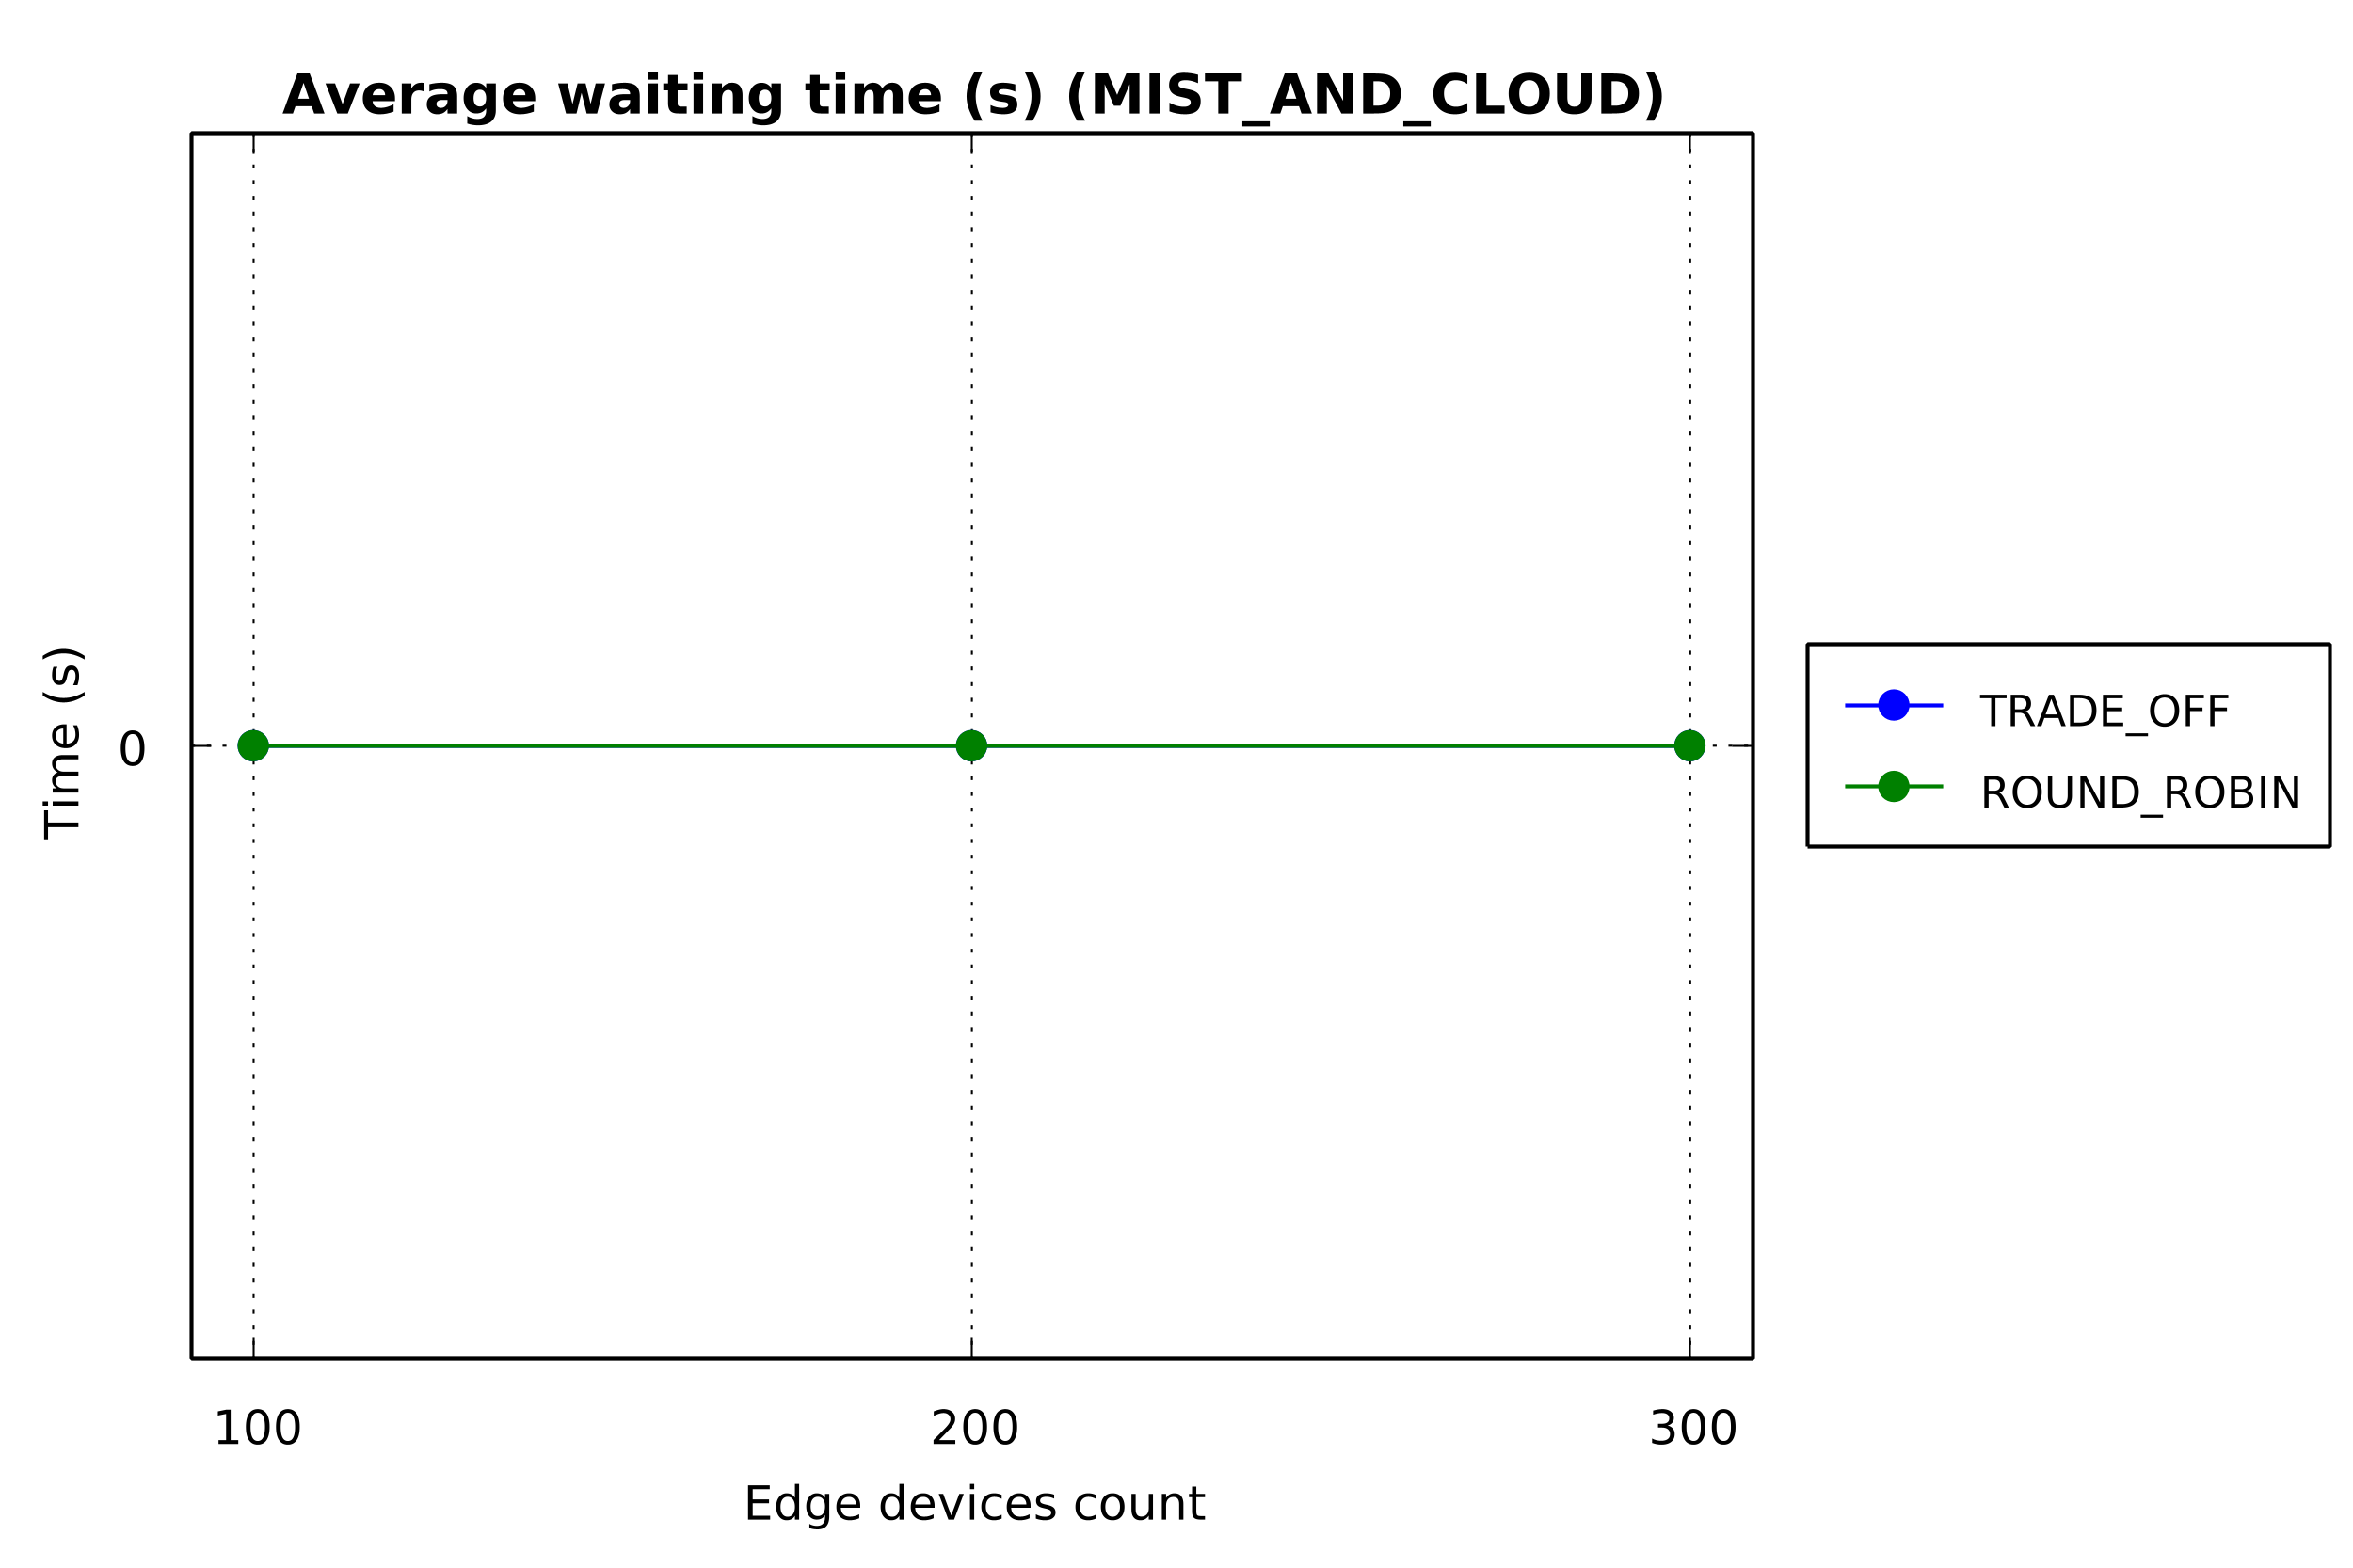 Average waiting time (s) (MIST_AND_CLOUD)
Time (s)
0
TRADE_OFF
ROUND_ROBIN
100 200 300
Edge devices count